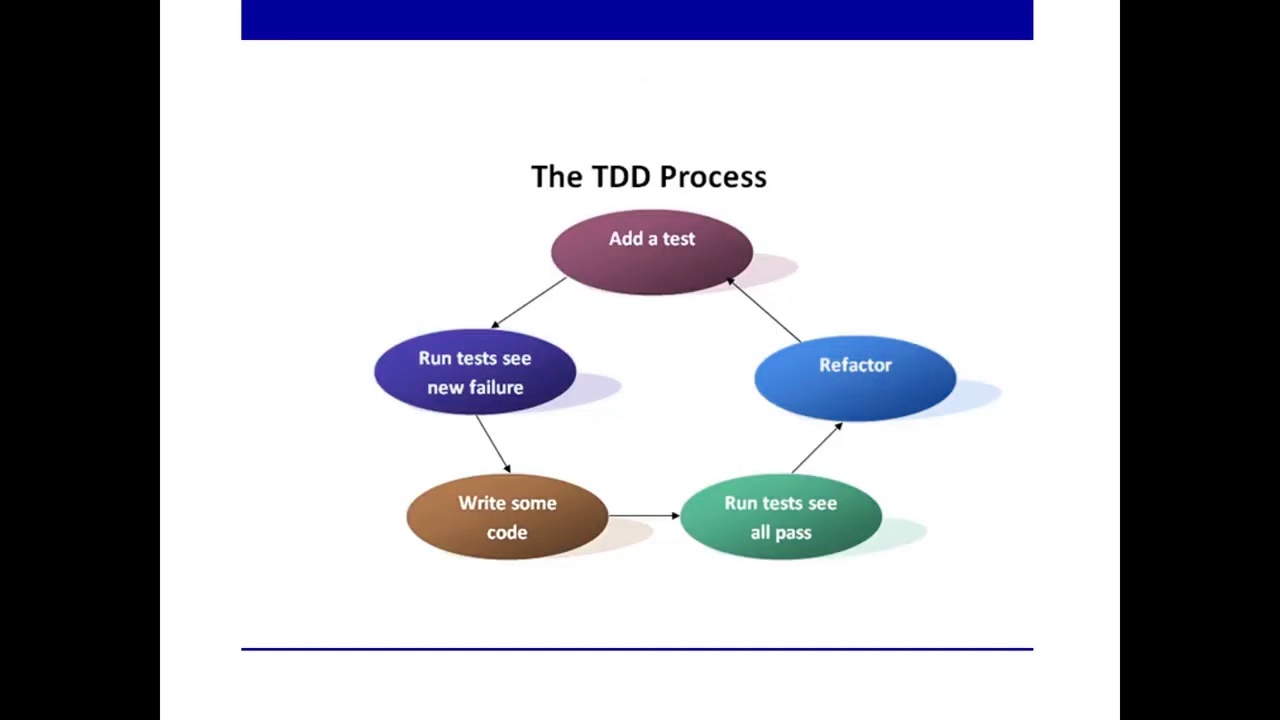 The TDD Process
Add a test
Run tests see
new failure
Refactor
Write some
code
Run tests see
all pass